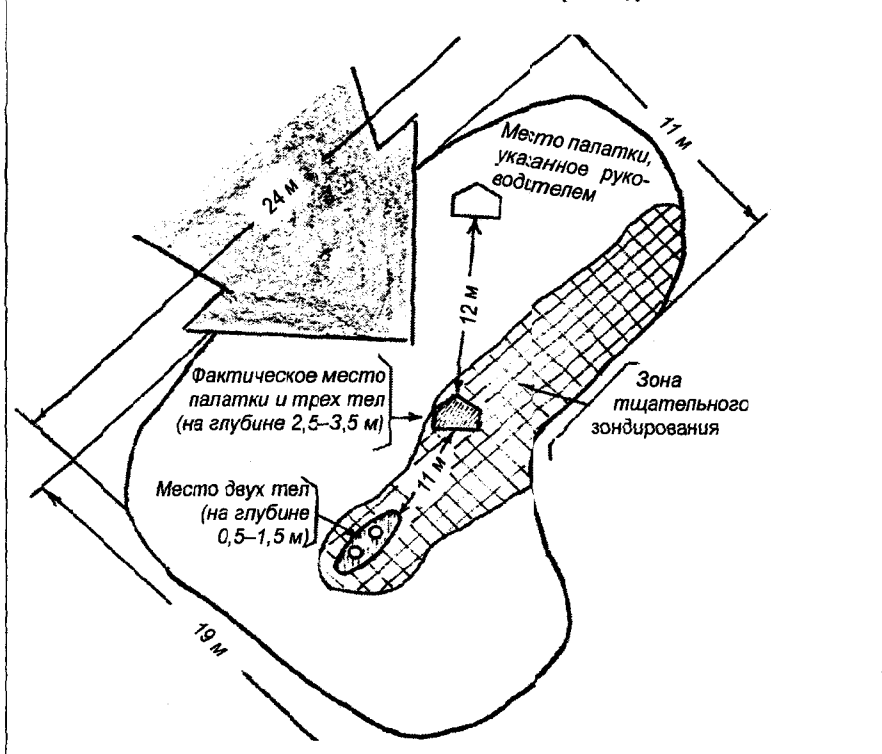 Место палатки,
указанное руко-
водителем
11 м
24 м
12 м
Фактическое место
палатки и трех тел
(на глубине 2,5–3,5 м)
Зона
тщательного
зондирования
11 м
Место двух тел
(на глубине
0,5–1,5 м)
19 м